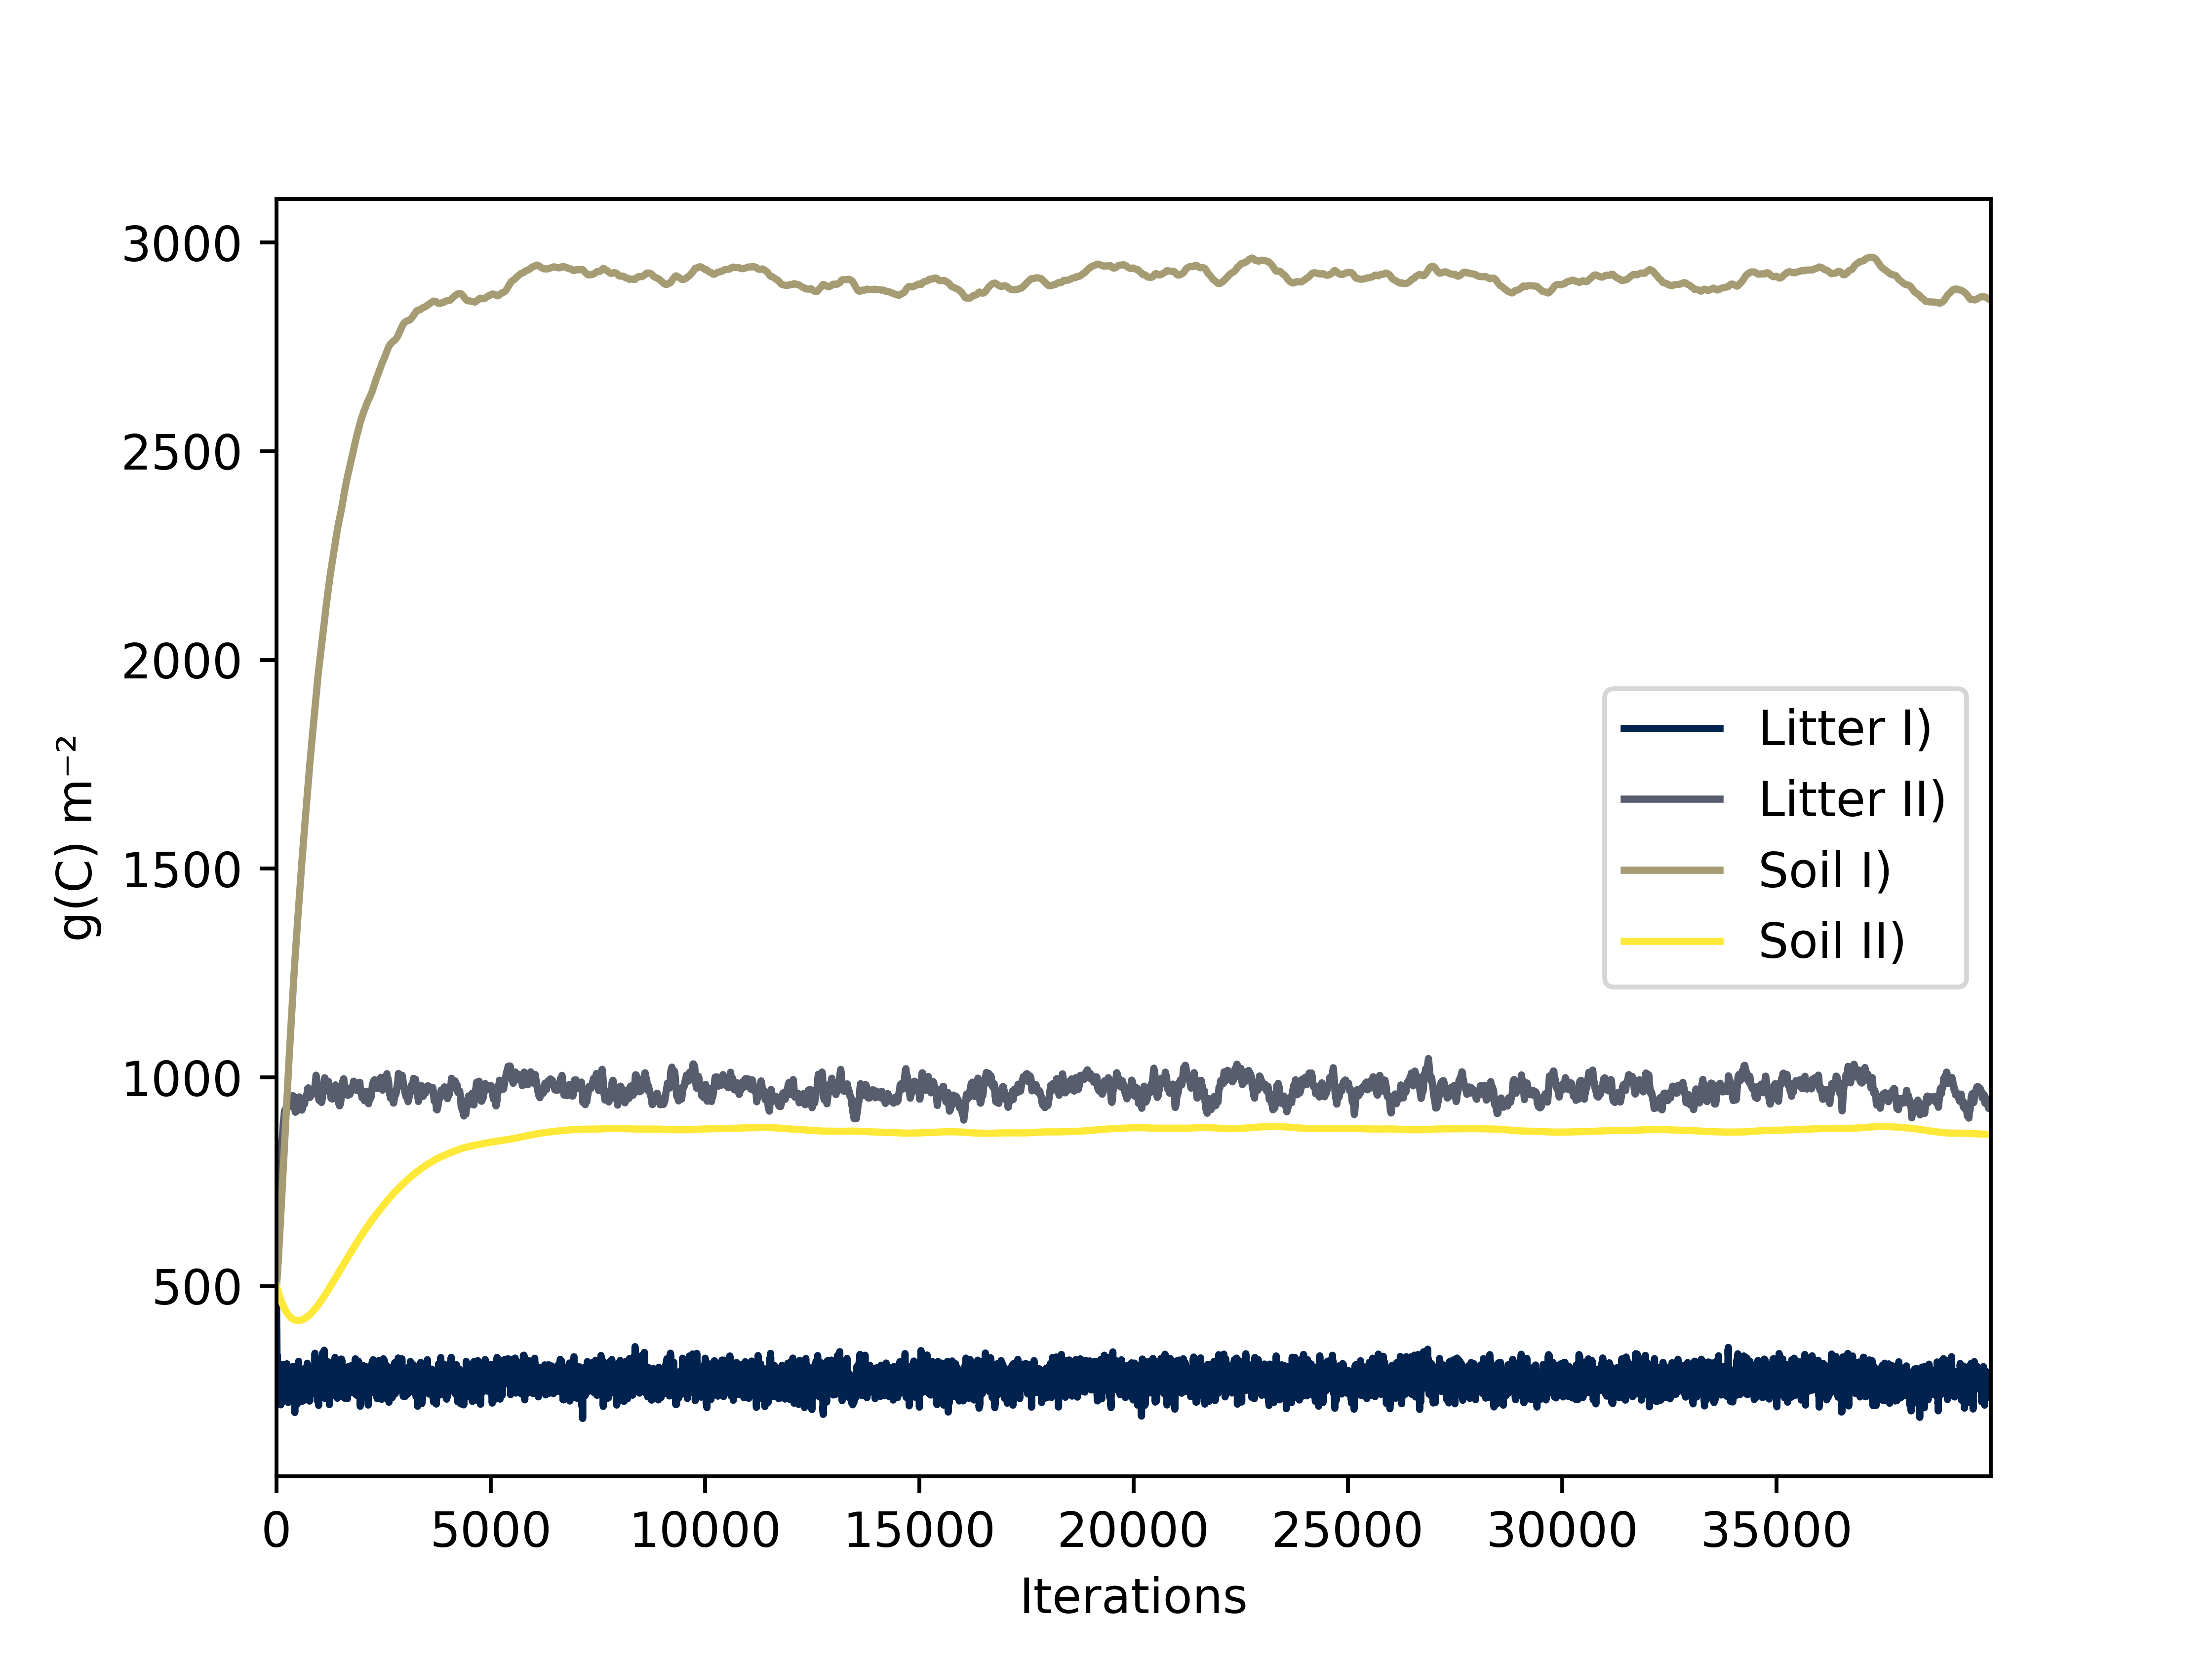 3000
2500
2000
1500
1000
500
g(C) m⁻²
Litter I)
Litter II)
Soil I)
Soil II)
0 5000 10000 15000 20000 25000 30000 35000
Iterations